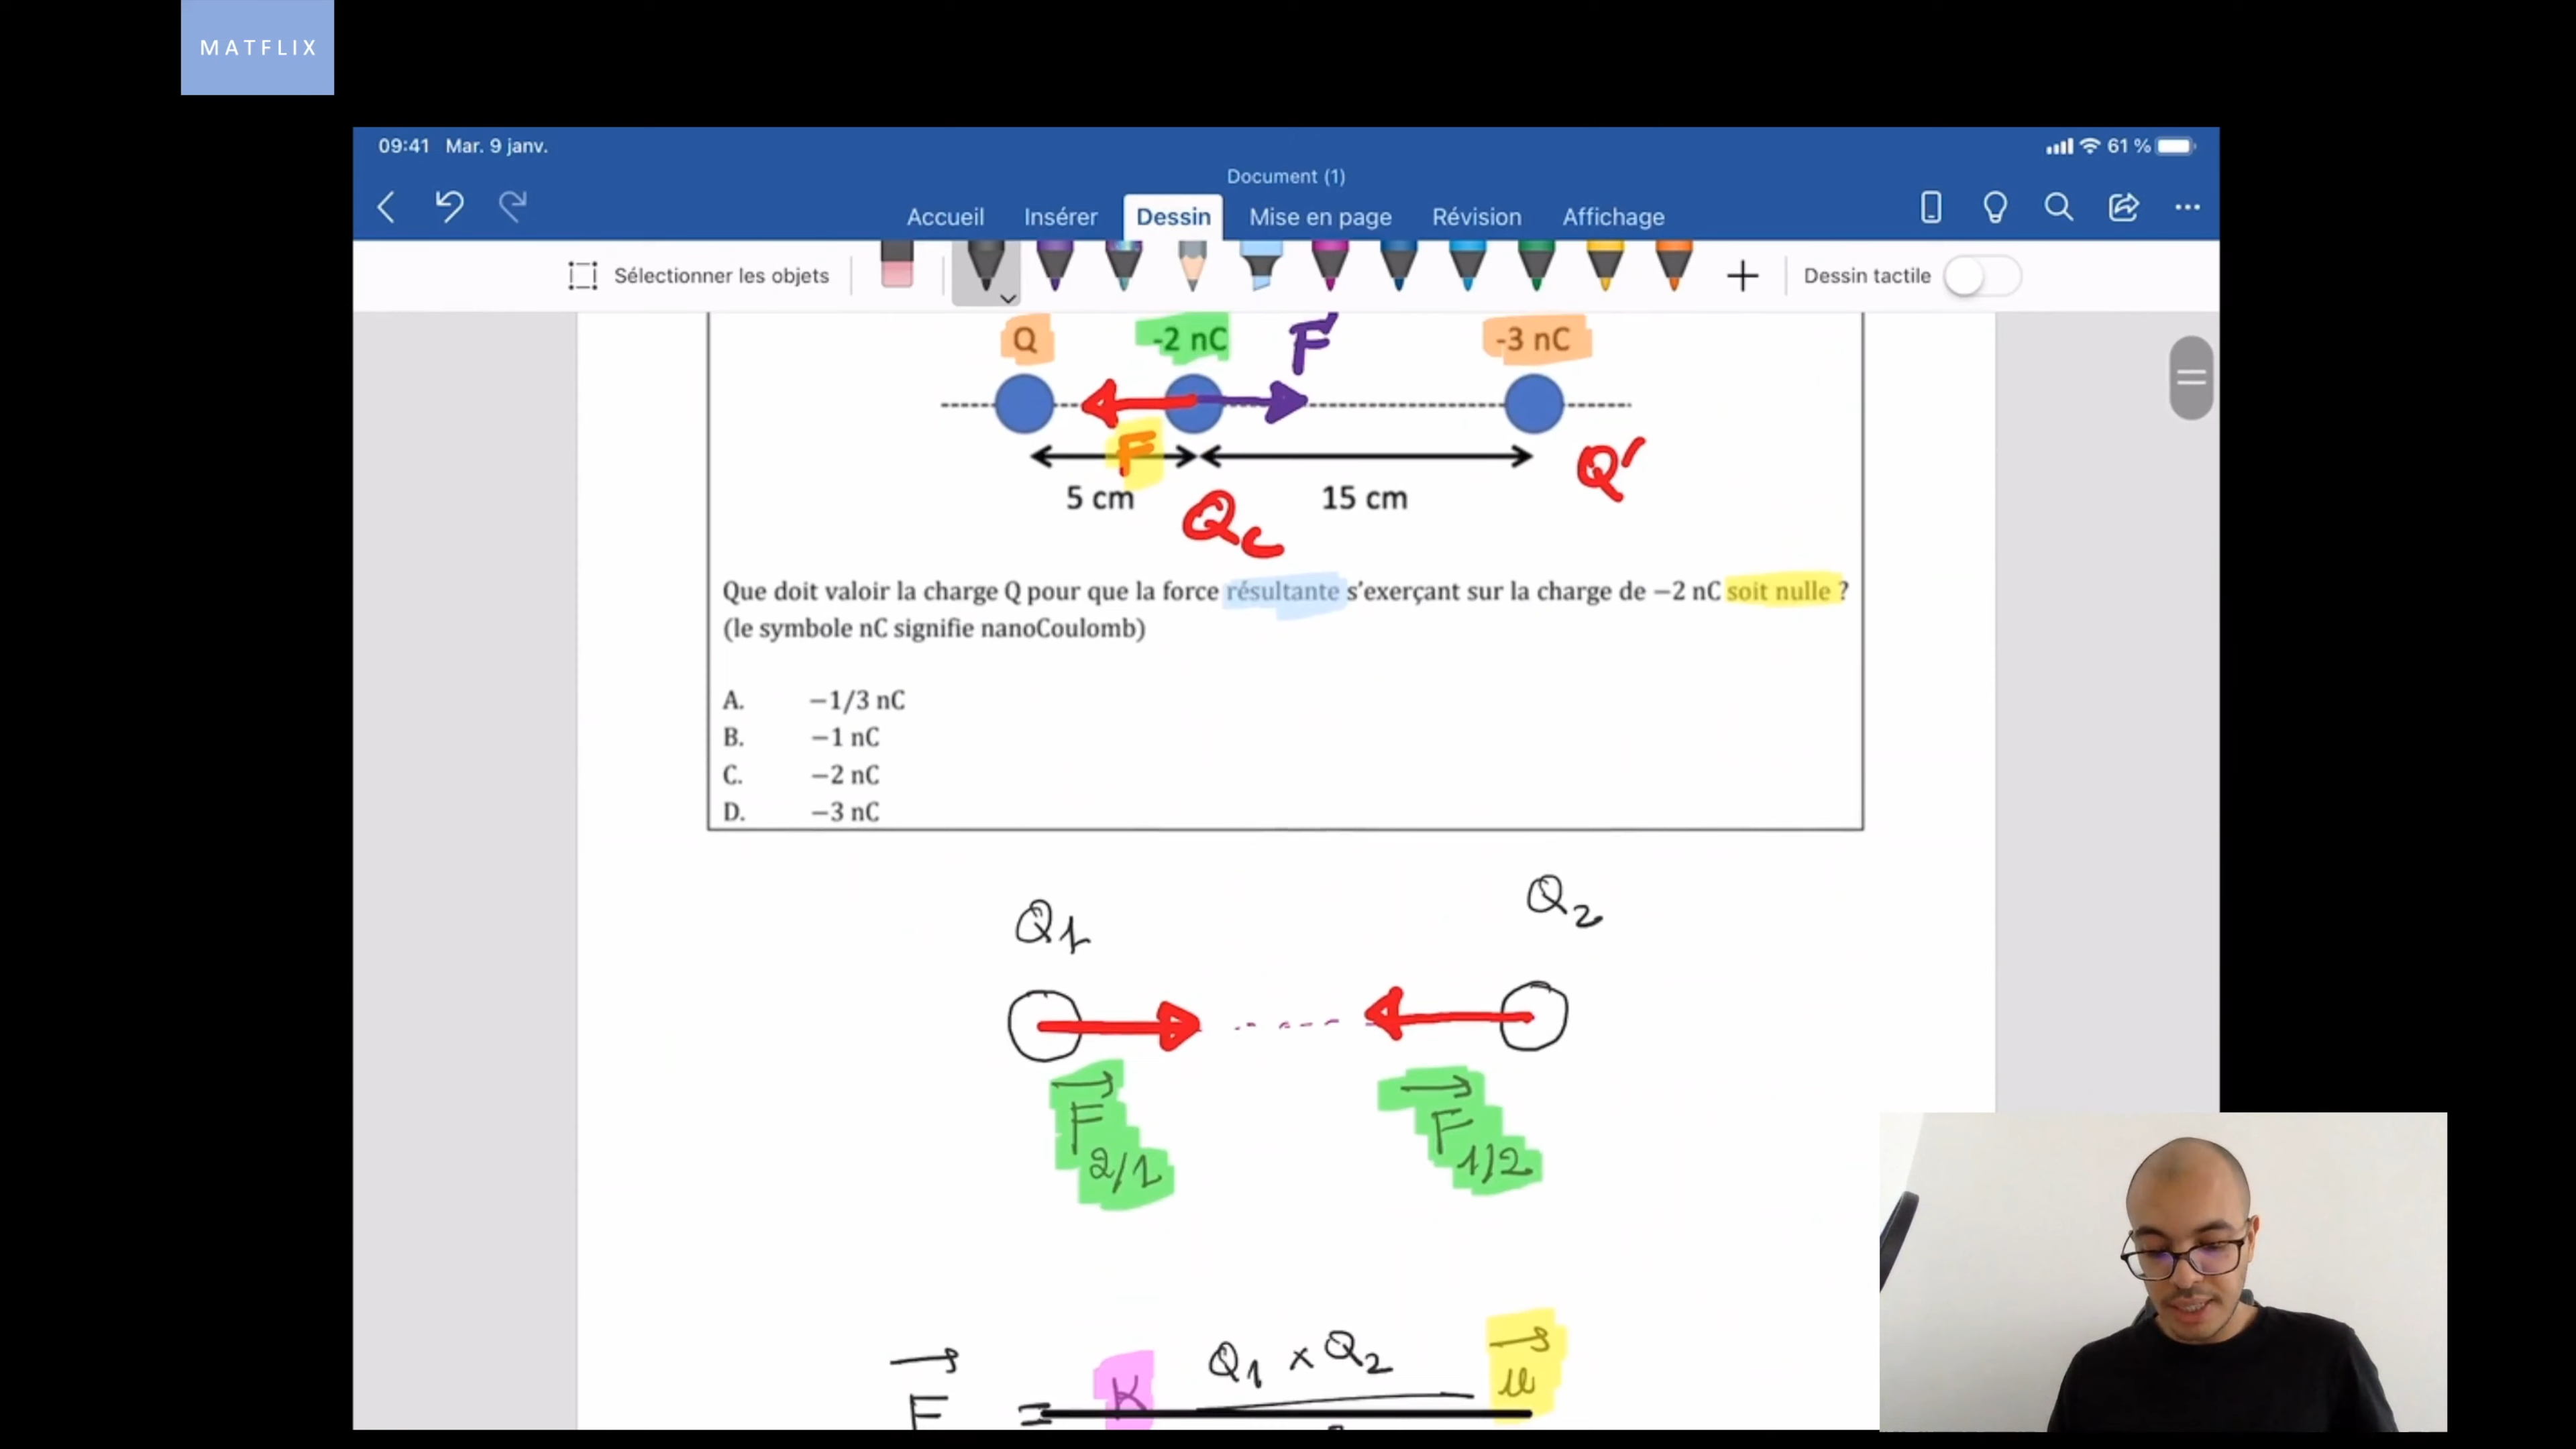 MATFLIX
09:41 Mar. 9 janv.
61 %
Document (1)
Accueil Insérer Dessin Mise en page Révision Affichage
Sélectionner les objets
Dessin tactile
Q -2 nC F' -3 nC
F
Q'
5 cm 15 cm
Qc
Que doit valoir la charge Q pour que la force résultante s'exerçant sur la charge de −2 nC soit nulle ?
(le symbole nC signifie nanoCoulomb)
A. −1/3 nC
B. −1 nC
C. −2 nC
D. −3 nC
Q1 Q2
F 2/1 F 1/2
F = K Q1 x Q2 u